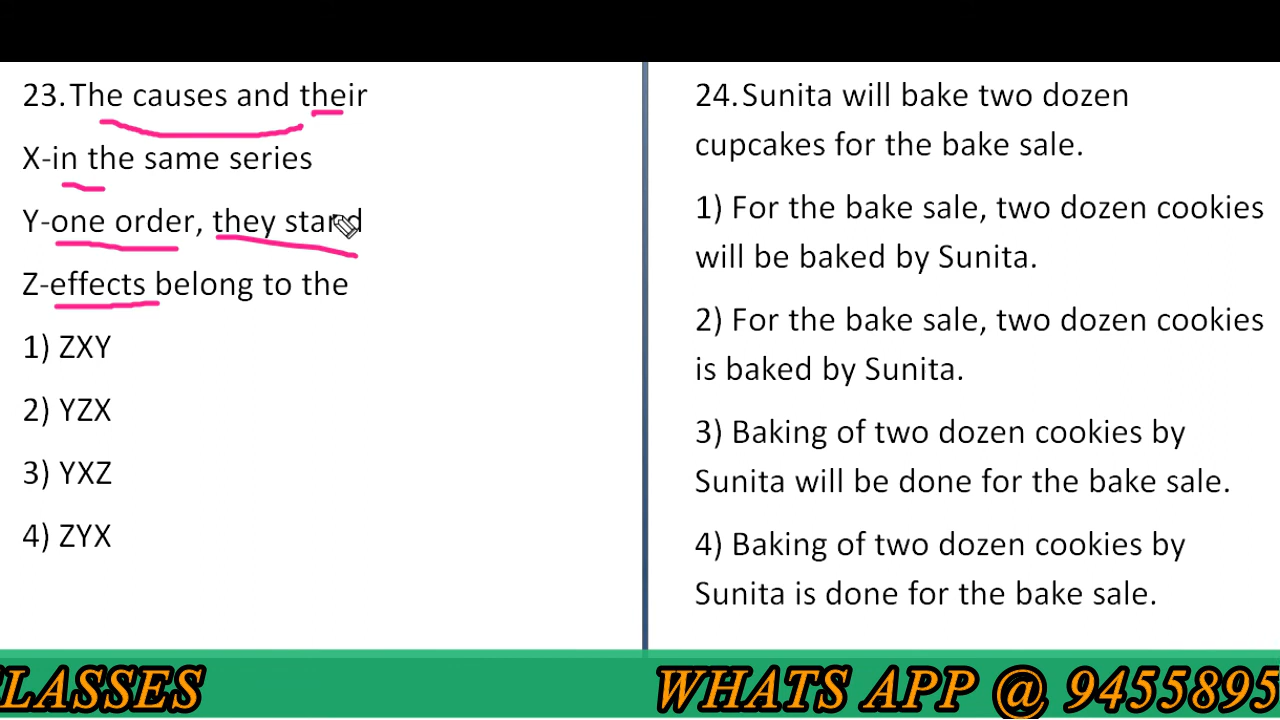 23.The causes and their
X-in the same series
Y-one order, they stand
Z-effects belong to the
1) ZXY
2) YZX
3) YXZ
4) ZYX
24.Sunita will bake two dozen
cupcakes for the bake sale.
1) For the bake sale, two dozen cookies
will be baked by Sunita.
2) For the bake sale, two dozen cookies
is baked by Sunita.
3) Baking of two dozen cookies by
Sunita will be done for the bake sale.
4) Baking of two dozen cookies by
Sunita is done for the bake sale.
LASSES WHATS APP @ 9455895